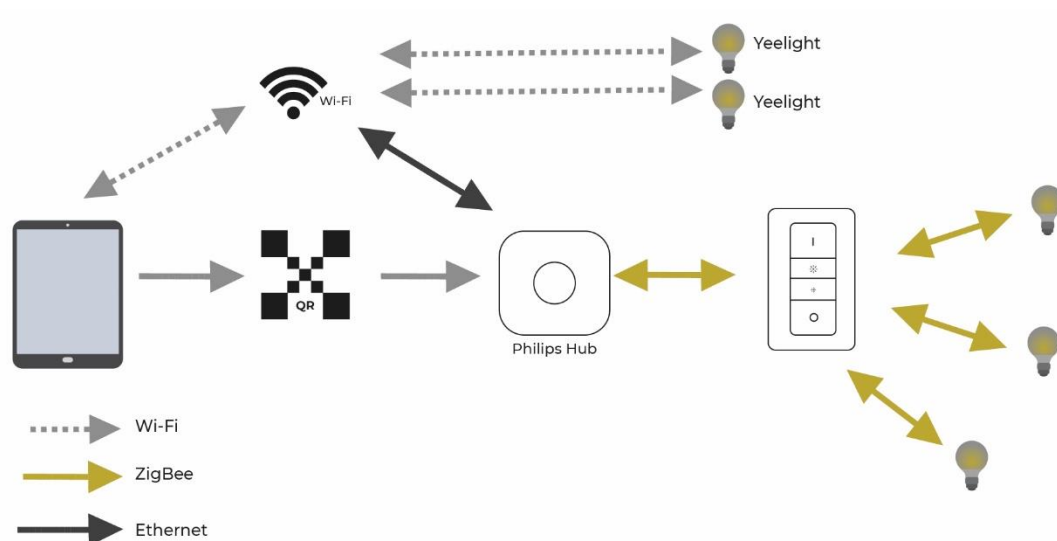 Yeelight
Wi-Fi
Yeelight
QR
Philips Hub
Wi-Fi
ZigBee
Ethernet